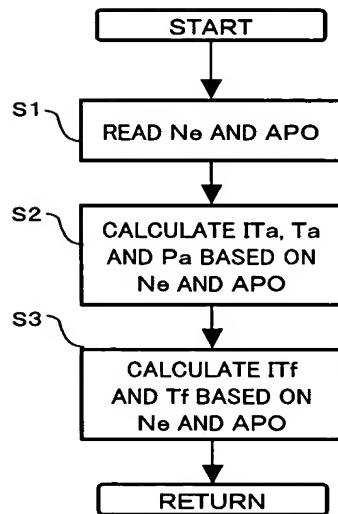 START
S1
READ Ne AND APO
S2
CALCULATE ITa, Ta
AND Pa BASED ON
Ne AND APO
S3
CALCULATE ITf
AND Tf BASED ON
Ne AND APO
RETURN